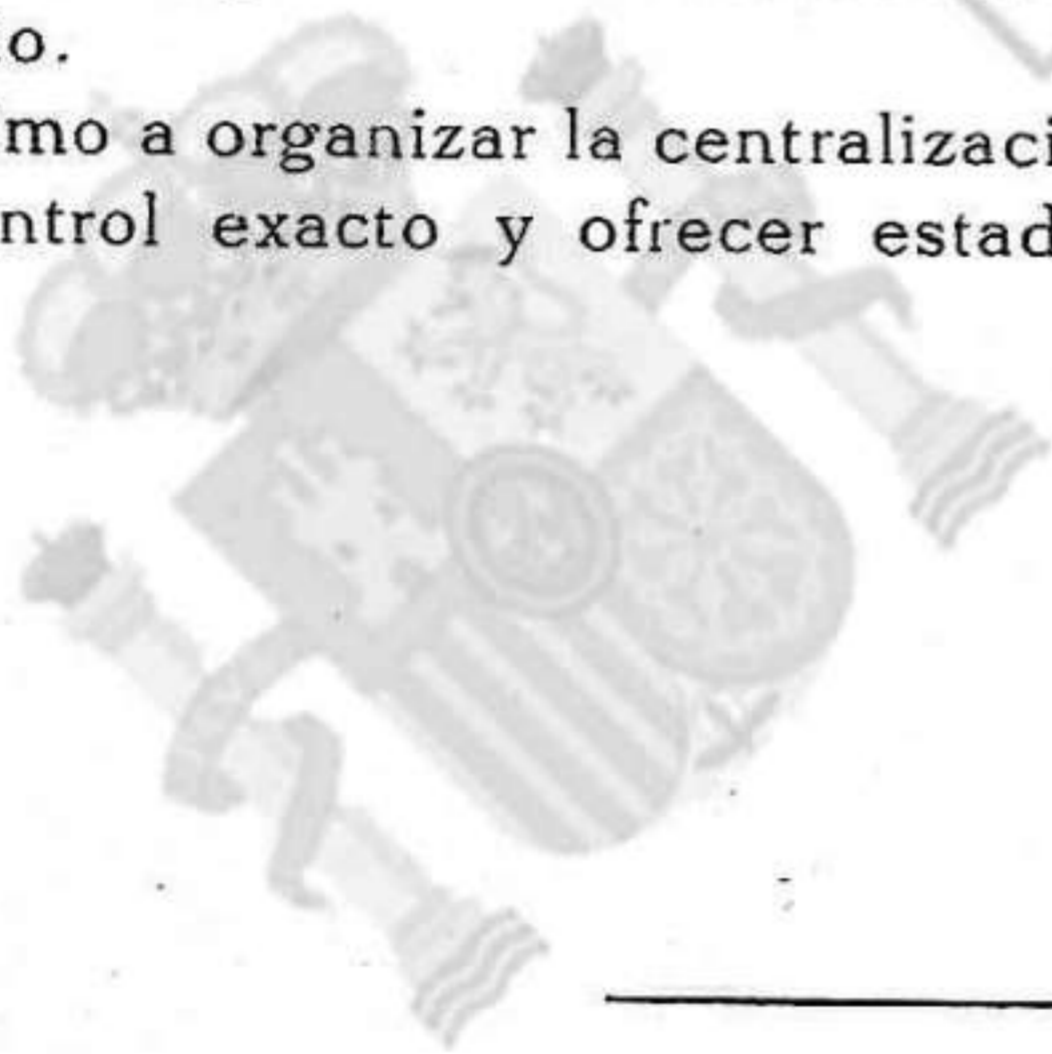 o.
mo a organizar la centralizaci
ntrol exacto y ofrecer estad